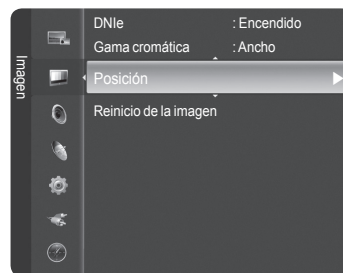 Imagen
DNIe : Encendido
Gama cromática : Ancho
Posición
Reinicio de la imagen